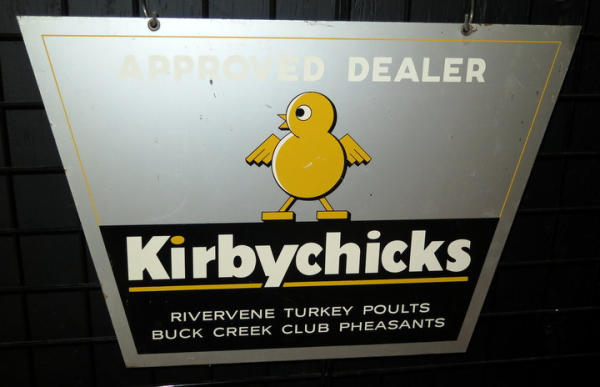 APPROVED DEALER
Kirbychicks
RIVERVENE TURKEY POULTS
BUCK CREEK CLUB PHEASANTS